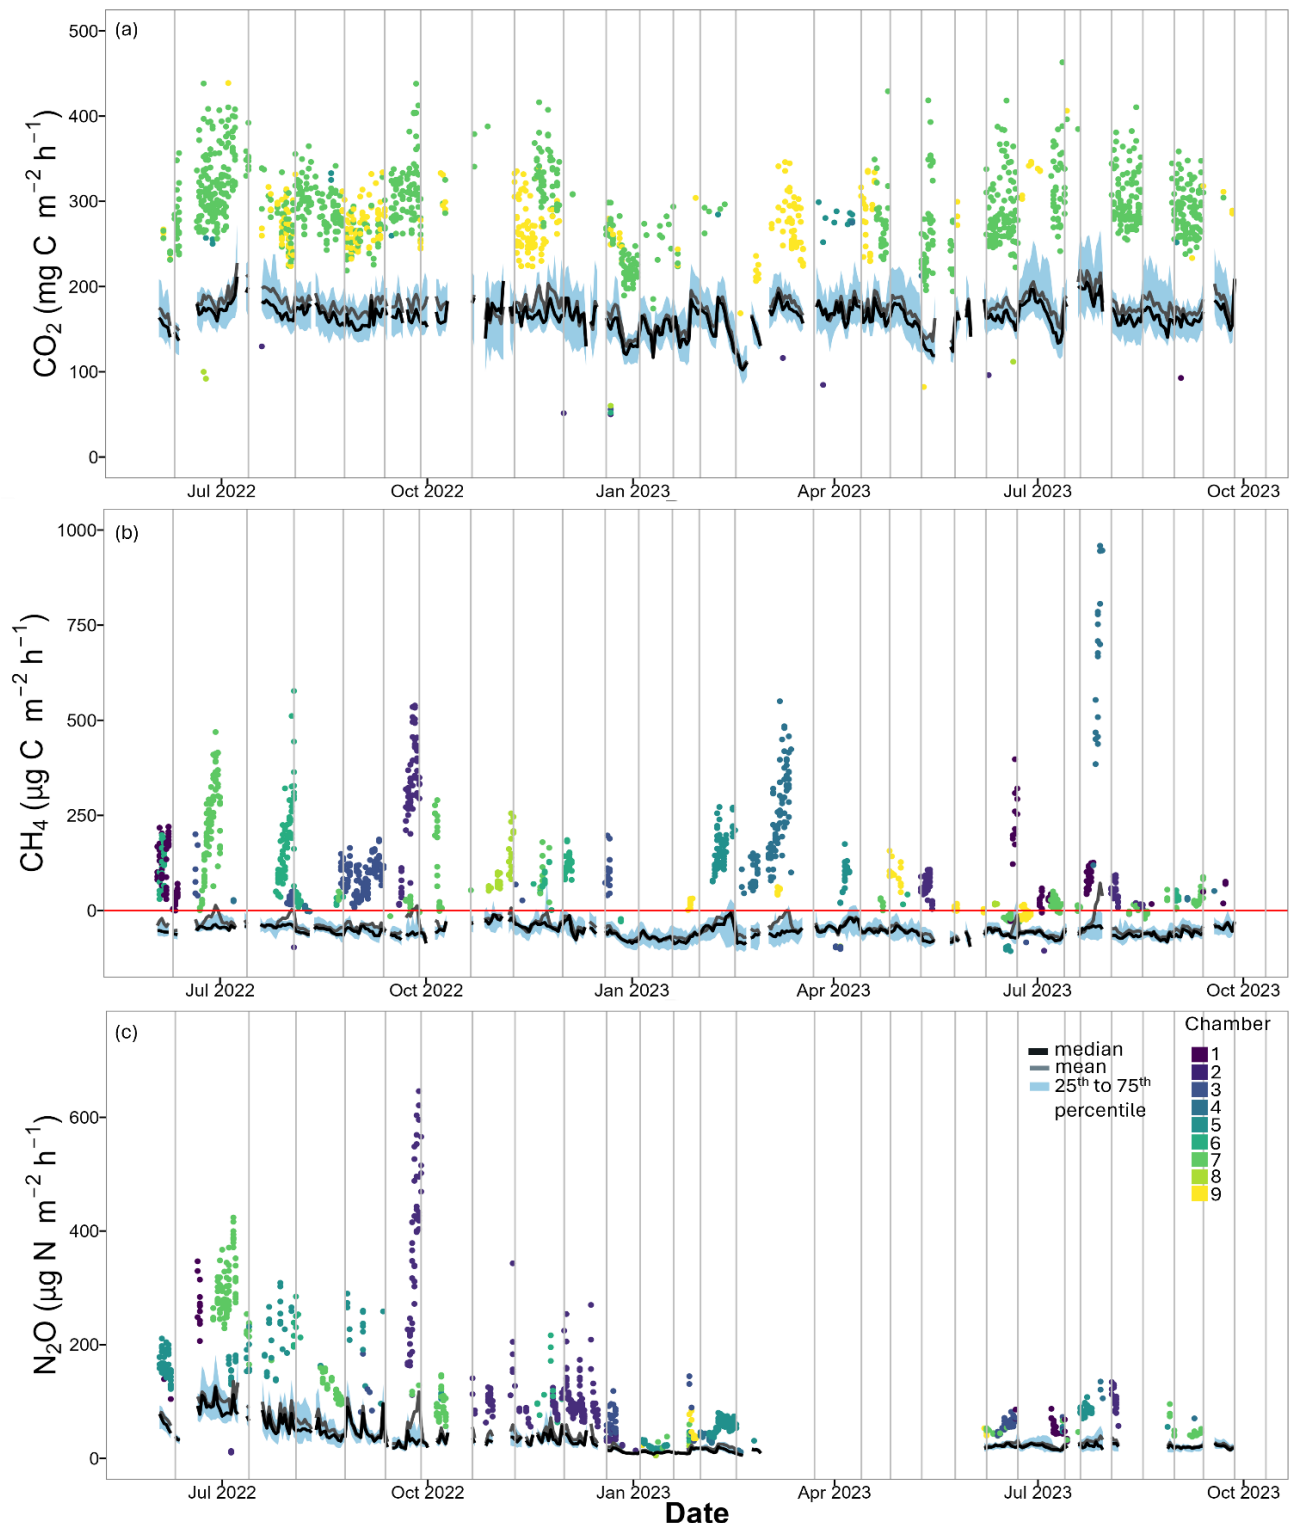 (a)
500
400
300
200
100
0
CO₂ (mg C m⁻² h⁻¹)
Jul 2022 Oct 2022 Jan 2023 Apr 2023 Jul 2023 Oct 2023
(b)
1000
750
500
250
0
CH₄ (μg C m⁻² h⁻¹)
Jul 2022 Oct 2022 Jan 2023 Apr 2023 Jul 2023 Oct 2023
(c)
600
400
200
0
N₂O (μg N m⁻² h⁻¹)
median
mean
25th to 75th
percentile
Chamber
1
2
3
4
5
6
7
8
9
Jul 2022 Oct 2022 Jan 2023 Apr 2023 Jul 2023 Oct 2023
Date